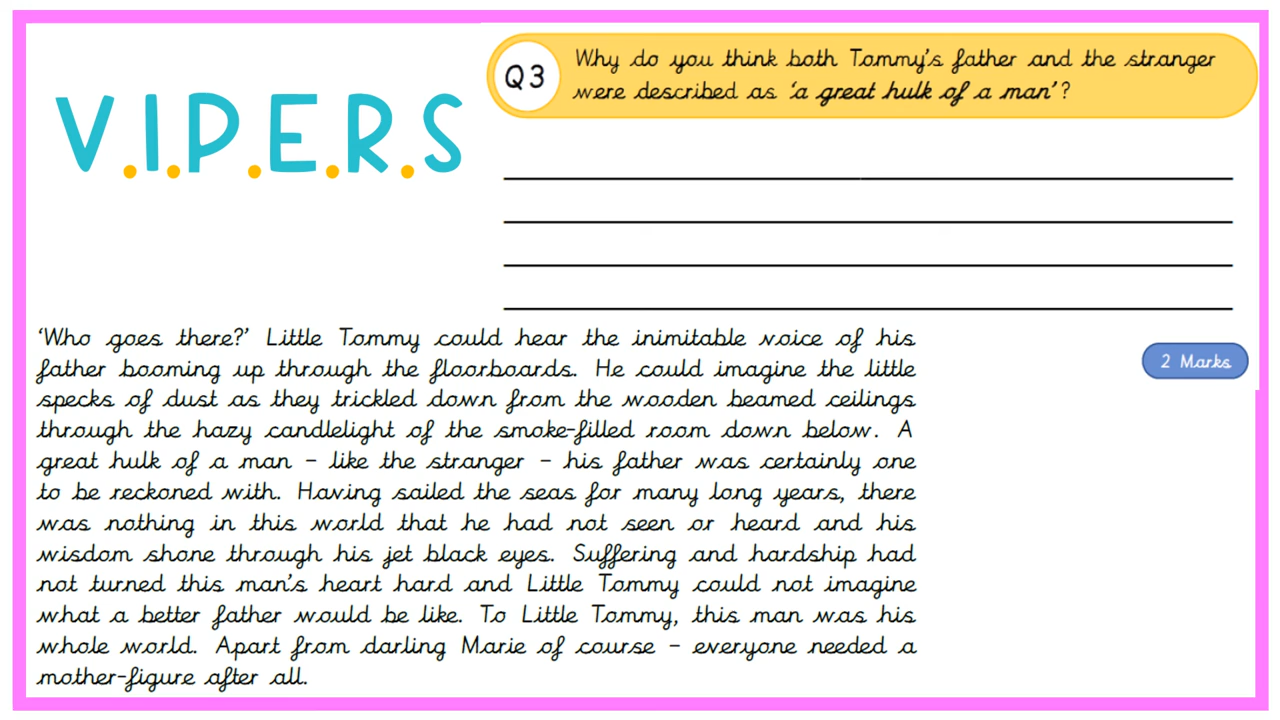 V.I.P.E.R.S
Q3
Why do you think both Tommy's father and the stranger
were described as 'a great hulk of a man'?
'Who goes there?' Little Tommy could hear the inimitable voice of his
father booming up through the floorboards. He could imagine the little
specks of dust as they trickled down from the wooden beamed ceilings
through the hazy candlelight of the smoke-filled room down below. A
great hulk of a man – like the stranger – his father was certainly one
to be reckoned with. Having sailed the seas for many long years, there
was nothing in this world that he had not seen or heard and his
wisdom shone through his jet black eyes. Suffering and hardship had
not turned this man's heart hard and Little Tommy could not imagine
what a better father would be like. To Little Tommy, this man was his
whole world. Apart from darling Marie of course – everyone needed a
mother-figure after all.
2 Marks